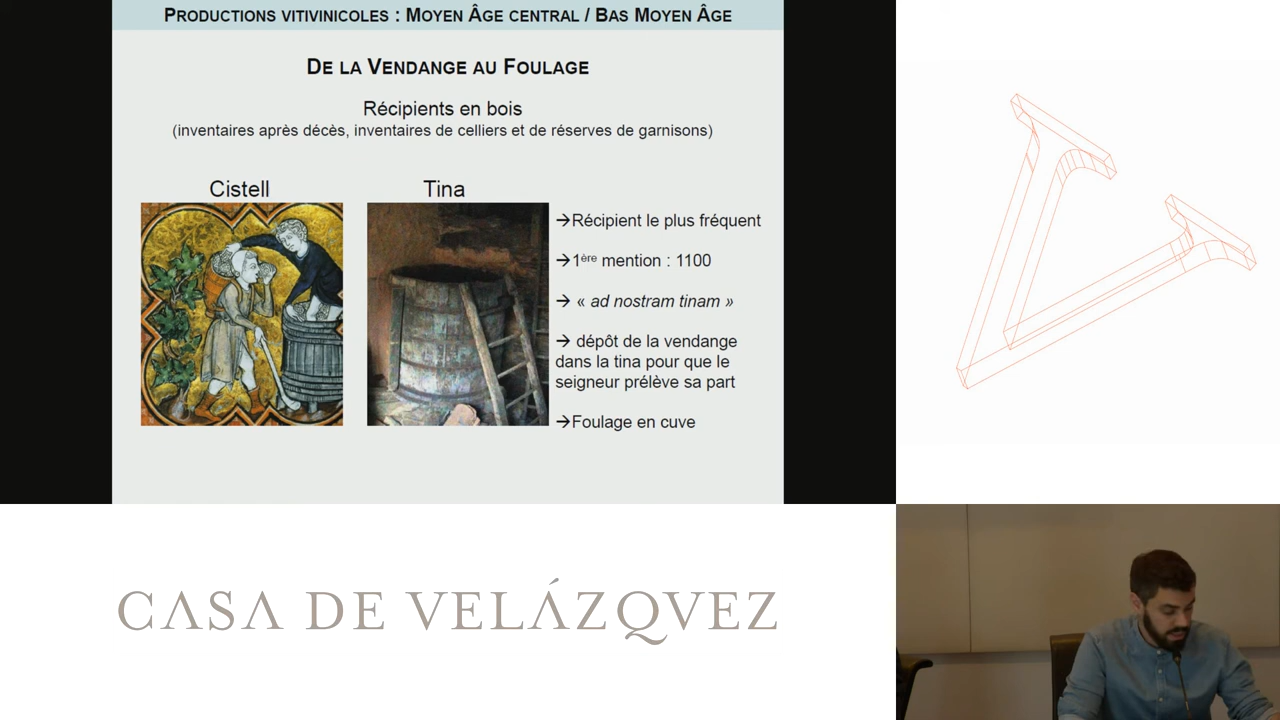 PRODUCTIONS VITIVINICOLES : MOYEN ÂGE CENTRAL / BAS MOYEN ÂGE
DE LA VENDANGE AU FOULAGE
Récipients en bois
(inventaires après décès, inventaires de celliers et de réserves de garnisons)
Cistell
Tina
→Récipient le plus fréquent
→1ère mention : 1100
→ « ad nostram tinam »
→ dépôt de la vendange
dans la tina pour que le
seigneur prélève sa part
→Foulage en cuve
CASA DE VELÁZQVEZ